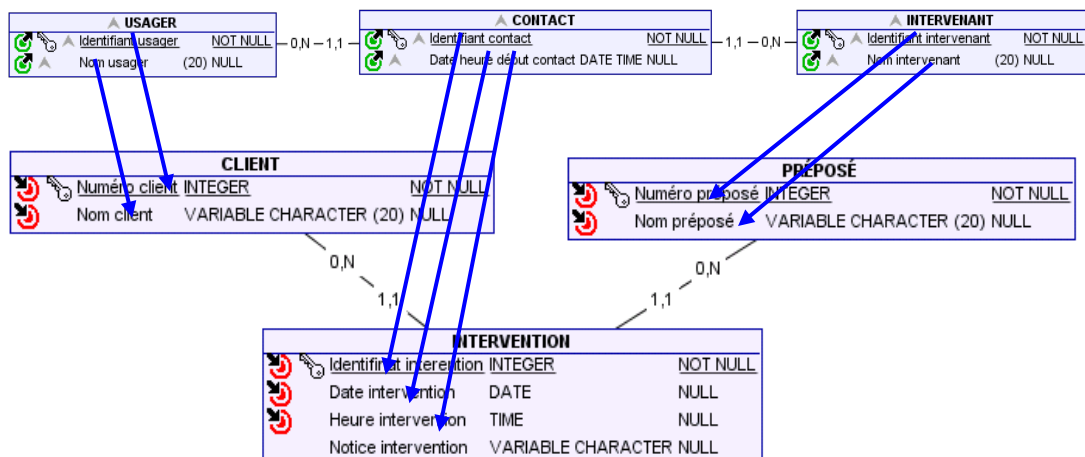 USAGER
Identifiant usager NOT NULL
Nom usager (20) NULL
0,N 1,1
CONTACT
Identifiant contact NOT NULL
Date heure début contact DATE TIME NULL
1,1 0,N
INTERVENANT
Identifiant intervenant NOT NULL
Nom intervenant (20) NULL
CLIENT
Numéro client INTEGER NOT NULL
Nom client VARIABLE CHARACTER (20) NULL
PRÉPOSÉ
Numéro préposé INTEGER NOT NULL
Nom préposé VARIABLE CHARACTER (20) NULL
0,N 0,N
1,1 1,1
INTERVENTION
Identifinat interention INTEGER NOT NULL
Date intervention DATE NULL
Heure intervention TIME NULL
Notice intervention VARIABLE CHARACTER NULL